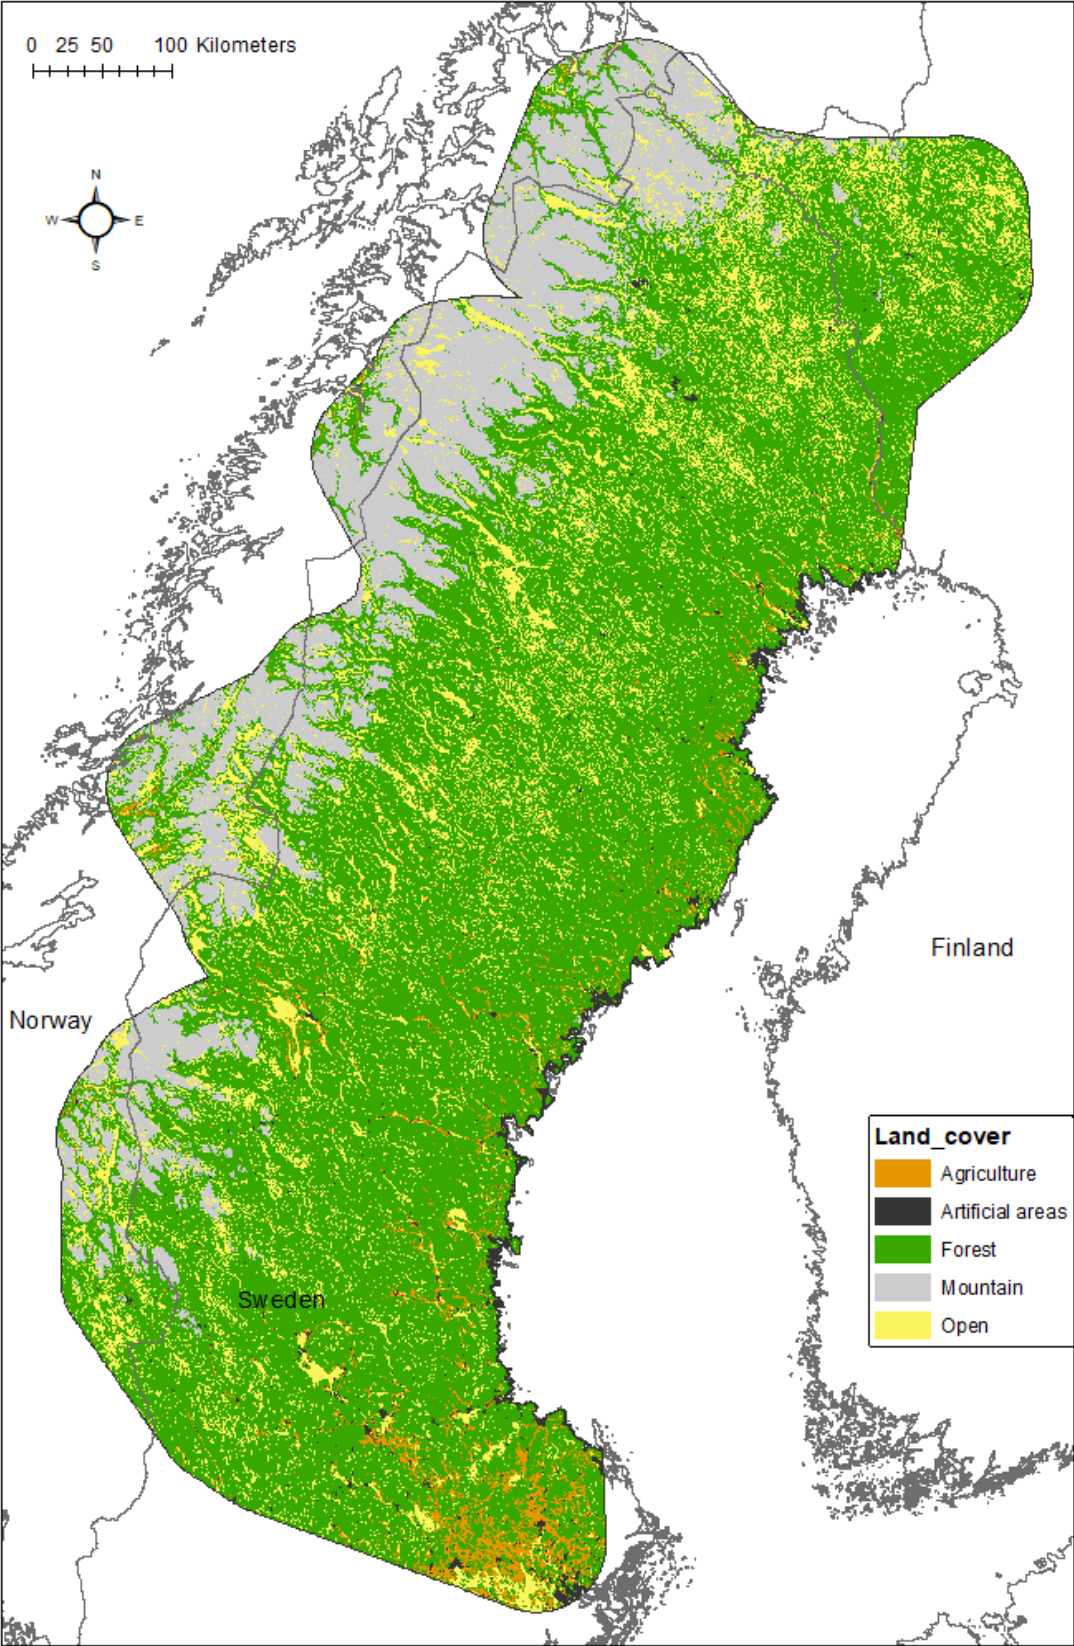 0 25 50 100 Kilometers
N
W E
S
Finland
Norway
Land_cover
Agriculture
Artificial areas
Forest
Mountain
Open
Sweden